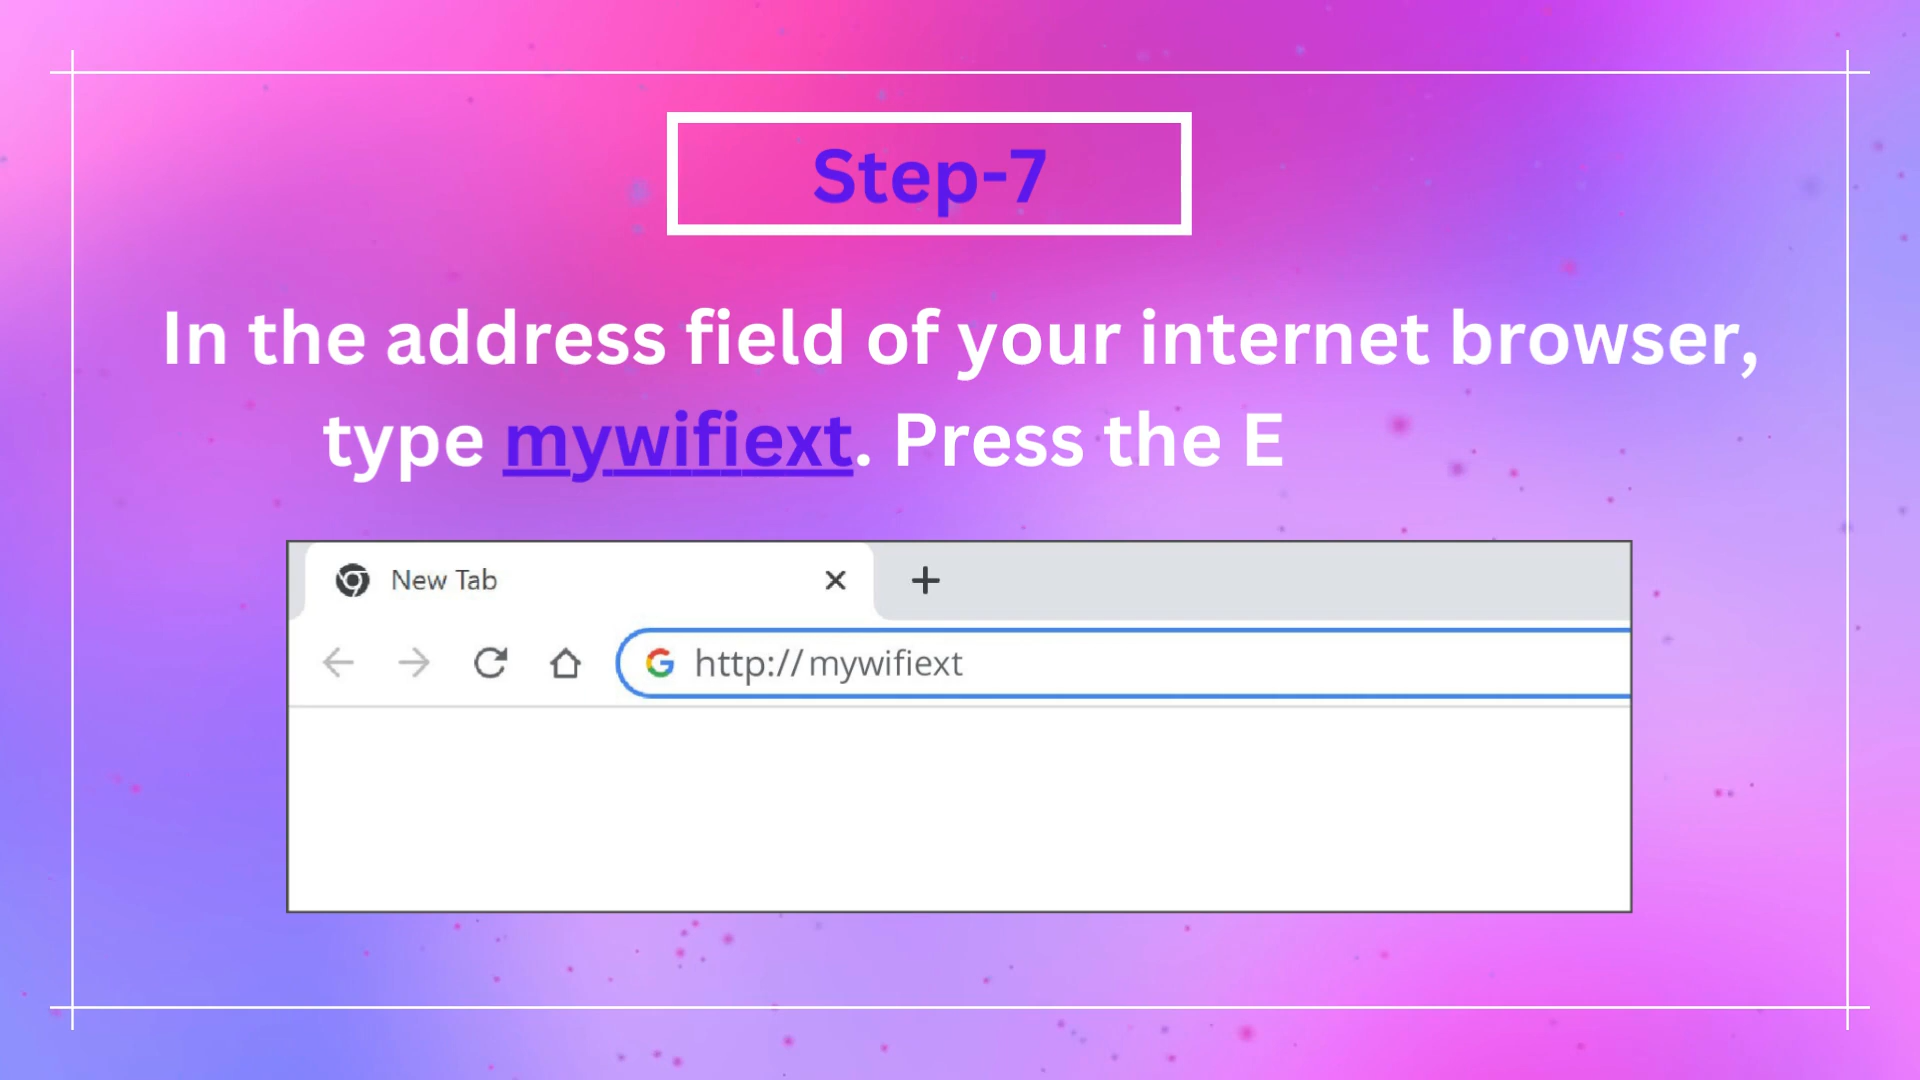 Step-7
In the address field of your internet browser,
type mywifiext. Press the E
New Tab
http://mywifiext